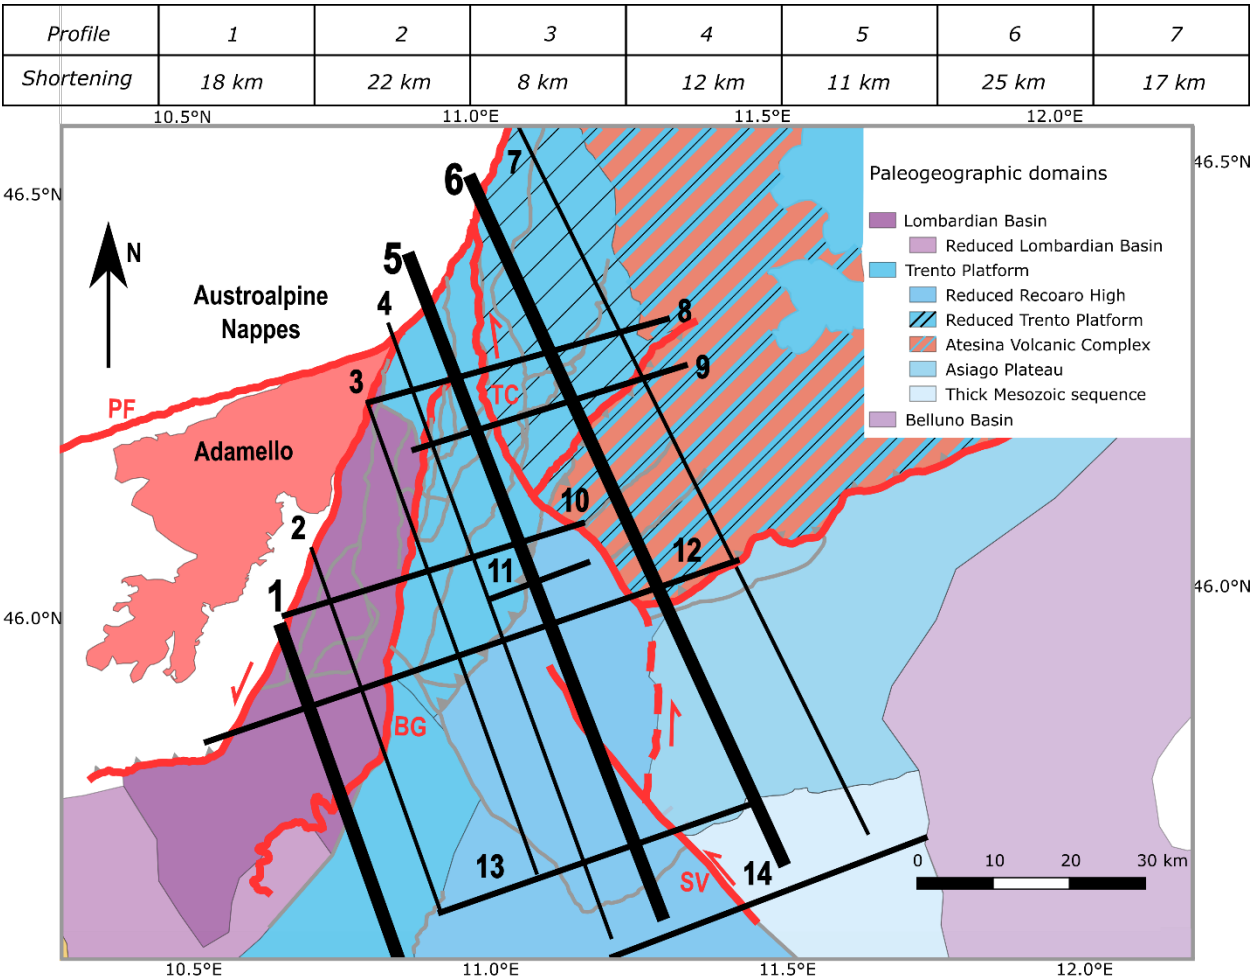 Profile 1 2 3 4 5 6 7
Shortening 18 km 22 km 8 km 12 km 11 km 25 km 17 km
10.5°N 11.0°E 11.5°E 12.0°E
46.5°N 46.5°N
7
6
Paleogeographic domains
Lombardian Basin
Reduced Lombardian Basin
Trento Platform
Reduced Recoaro High
Reduced Trento Platform
Atesina Volcanic Complex
Asiago Plateau
Thick Mesozoic sequence
Belluno Basin
N
5
Austroalpine
Nappes
4
8
3
9
PF
TC
Adamello
10
2
12
11
1
46.0°N 46.0°N
BG
13
SV
14
0 10 20 30 km
10.5°E 11.0°E 11.5°E 12.0°E